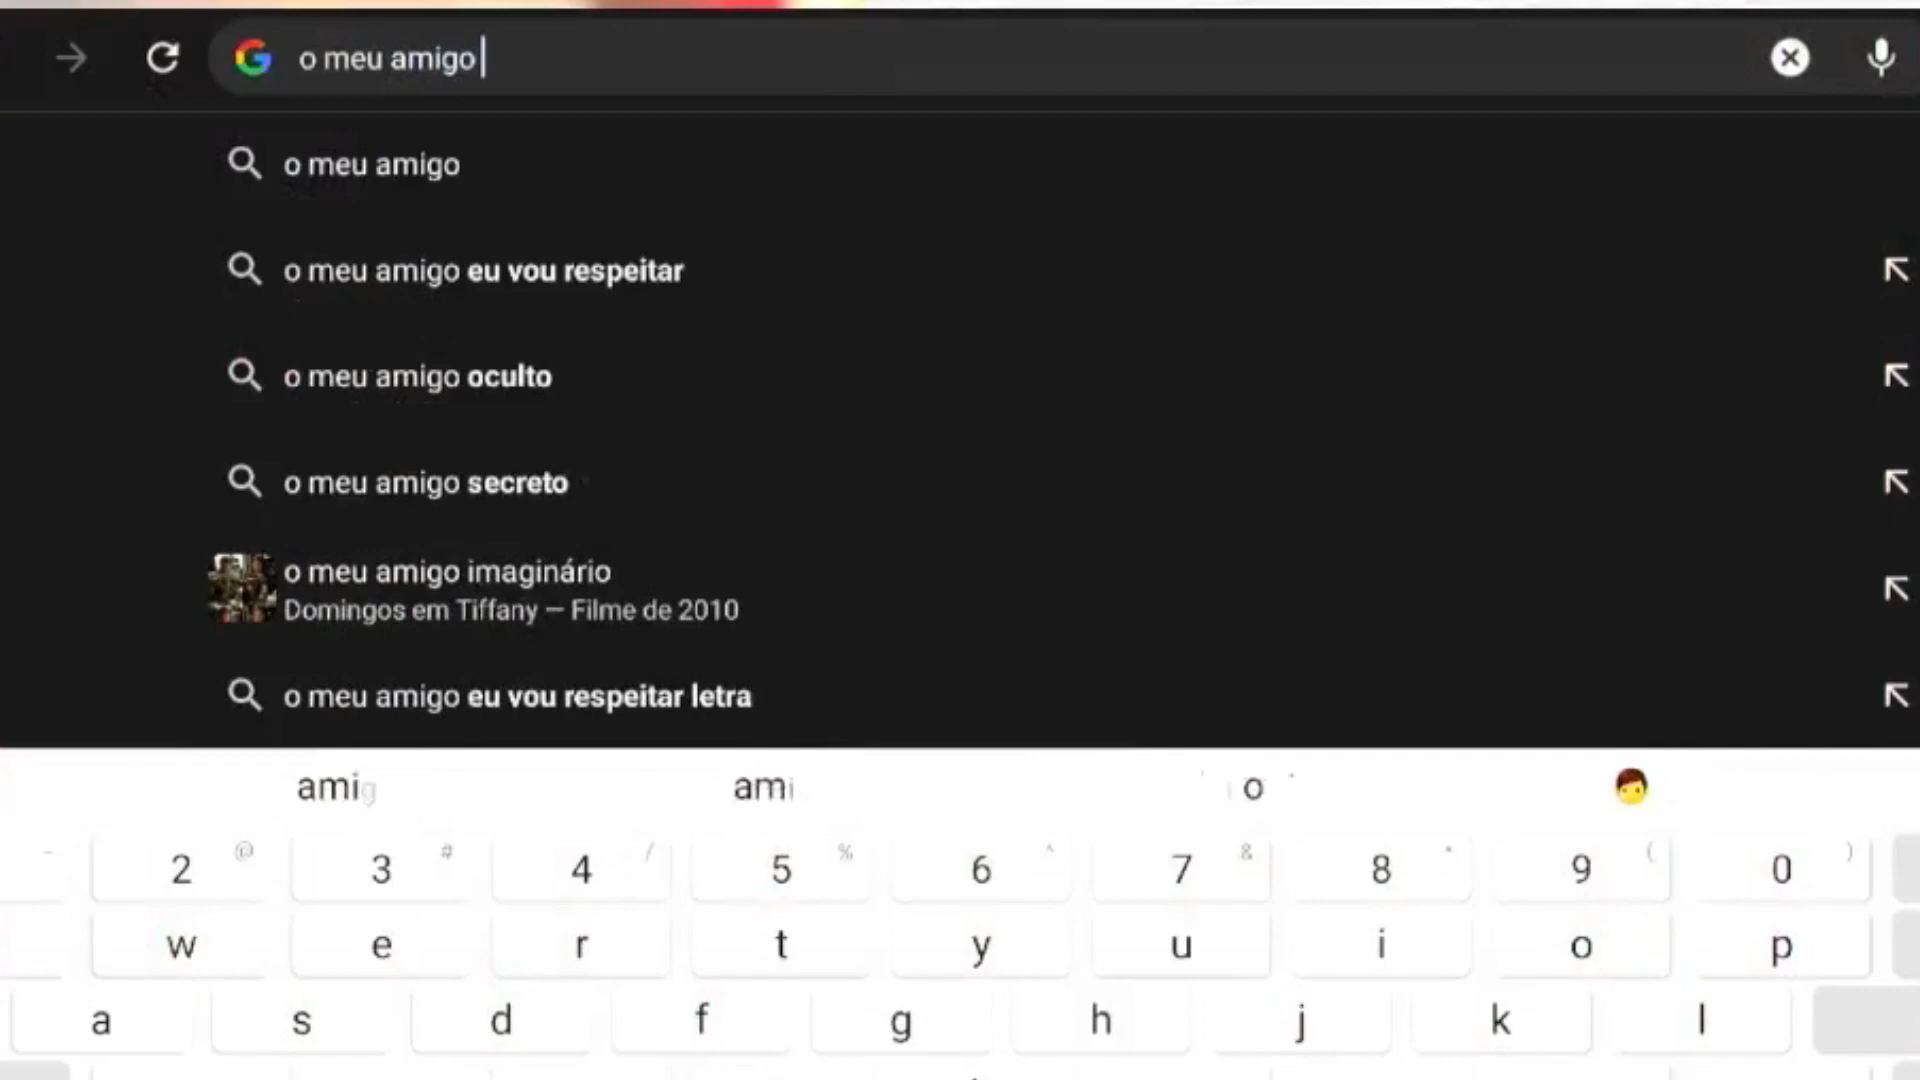 o meu amigo
o meu amigo
o meu amigo eu vou respeitar
o meu amigo oculto
o meu amigo secreto
o meu amigo imaginário
Domingos em Tiffany — Filme de 2010
o meu amigo eu vou respeitar letra
amig ami o
- @ # / % ^ & * ( )
2 3 4 5 6 7 8 9 0
w e r t y u i o p
a s d f g h j k l